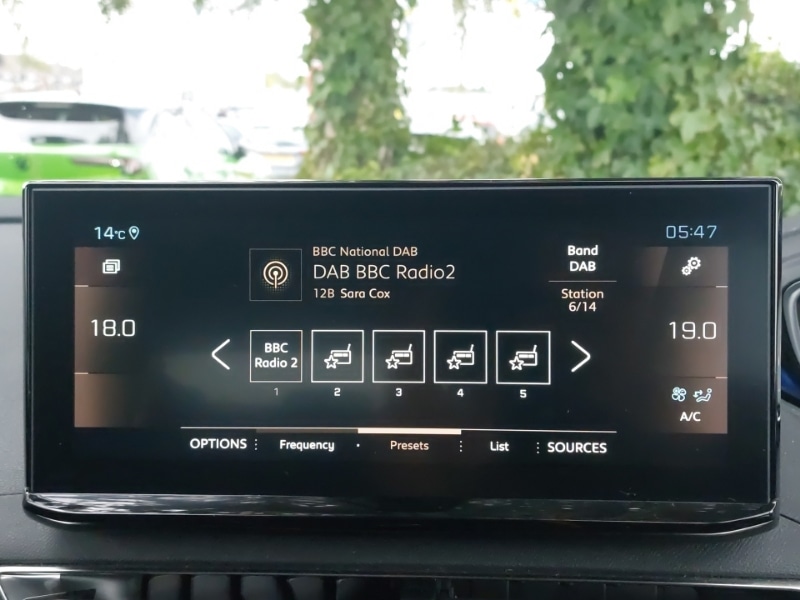 14°C
05:47
BBC National DAB
DAB BBC Radio2
12B Sara Cox
Band
DAB
Station
6/14
18.0
19.0
BBC
Radio 2
1 2 3 4 5
A/C
OPTIONS : Frequency · Presets : List : SOURCES